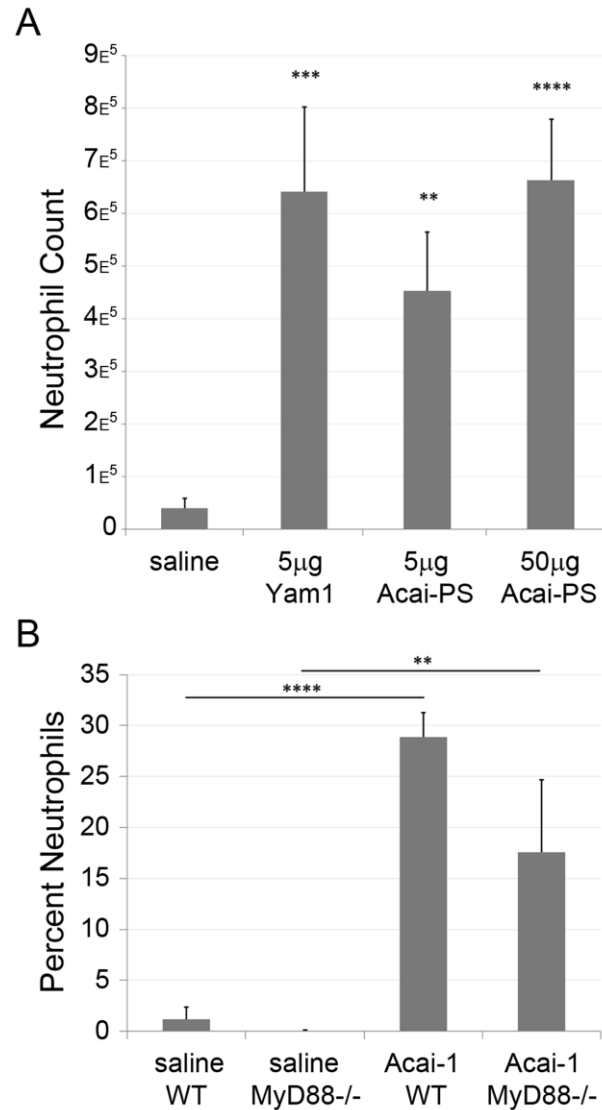 A
9E⁵
8E⁵
7E⁵
6E⁵
5E⁵
4E⁵
3E⁵
2E⁵
1E⁵
0
Neutrophil Count
***
**
****
saline
5μg
Yam1
5μg
Acai-PS
50μg
Acai-PS
B
35
30
25
20
15
10
5
0
Percent Neutrophils
**
****
saline
WT
saline
MyD88-/-
Acai-1
WT
Acai-1
MyD88-/-